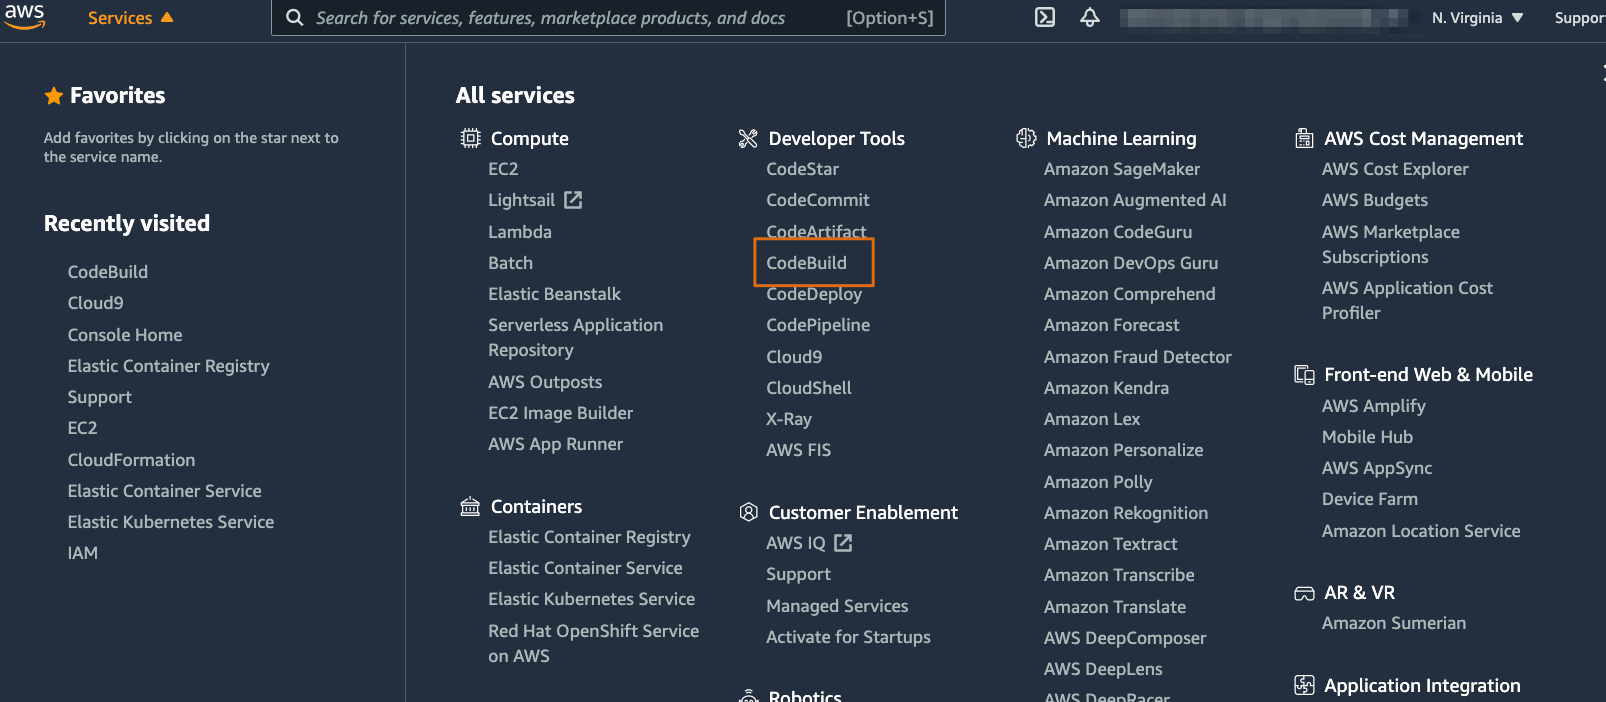 aws
Services
Search for services, features, marketplace products, and docs
[Option+S]
N. Virginia
Suppor
Favorites
Add favorites by clicking on the star next to
the service name.
Recently visited
CodeBuild
Cloud9
Console Home
Elastic Container Registry
Support
EC2
CloudFormation
Elastic Container Service
Elastic Kubernetes Service
IAM
All services
Compute
EC2
Lightsail
Lambda
Batch
Elastic Beanstalk
Serverless Application
Repository
AWS Outposts
EC2 Image Builder
AWS App Runner
Containers
Elastic Container Registry
Elastic Container Service
Elastic Kubernetes Service
Red Hat OpenShift Service
on AWS
Developer Tools
CodeStar
CodeCommit
CodeArtifact
CodeBuild
CodeDeploy
CodePipeline
Cloud9
CloudShell
X-Ray
AWS FIS
Customer Enablement
AWS IQ
Support
Managed Services
Activate for Startups
Robotics
Machine Learning
Amazon SageMaker
Amazon Augmented AI
Amazon CodeGuru
Amazon DevOps Guru
Amazon Comprehend
Amazon Forecast
Amazon Fraud Detector
Amazon Kendra
Amazon Lex
Amazon Personalize
Amazon Polly
Amazon Rekognition
Amazon Textract
Amazon Transcribe
Amazon Translate
AWS DeepComposer
AWS DeepLens
AWS DeepRacer
AWS Cost Management
AWS Cost Explorer
AWS Budgets
AWS Marketplace
Subscriptions
AWS Application Cost
Profiler
Front-end Web & Mobile
AWS Amplify
Mobile Hub
AWS AppSync
Device Farm
Amazon Location Service
AR & VR
Amazon Sumerian
Application Integration